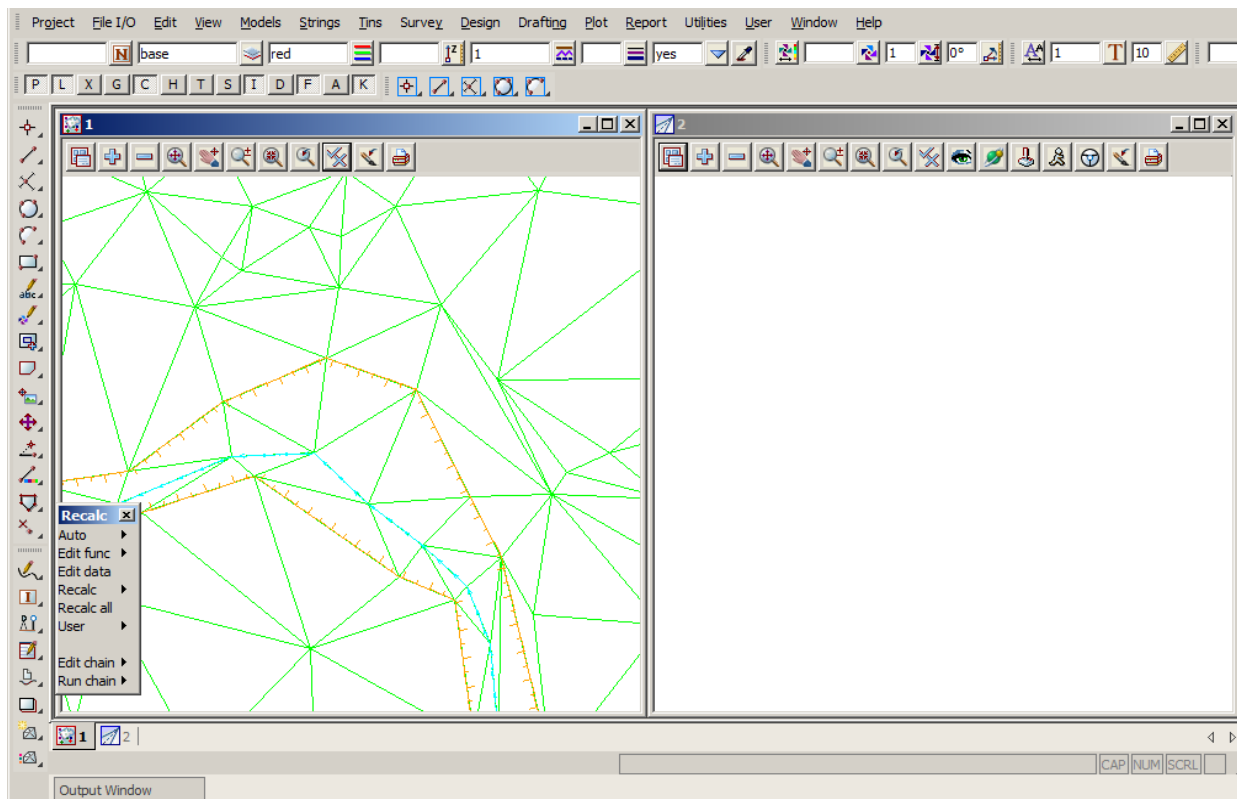 Project File I/O Edit View Models Strings Tins Survey Design Drafting Plot Report Utilities User Window Help
N base red 1 yes 1 0° 1 T 10
P L X G C H T S I D F A K
1
2
abc
Recalc
Auto
Edit func
Edit data
Recalc
Recalc all
User
Edit chain
Run chain
1 2
CAP NUM SCRL
Output Window